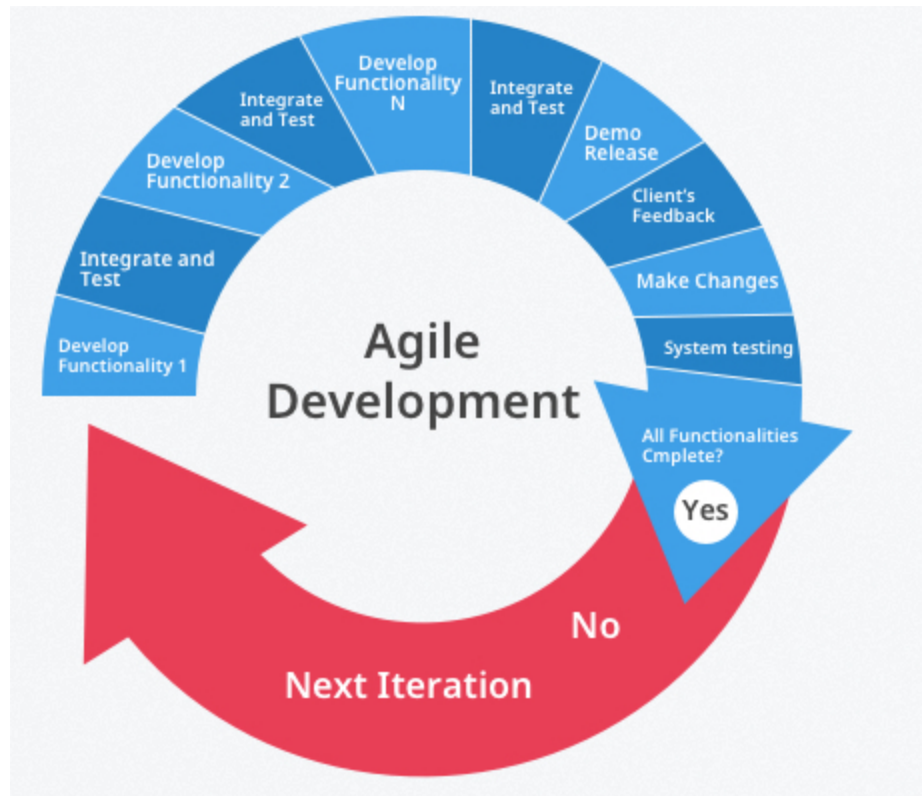 Develop
Functionality 1
Integrate and
Test
Develop
Functionality 2
Integrate
and Test
Develop
Functionality
N
Integrate
and Test
Demo
Release
Client's
Feedback
Make Changes
System testing
All Functionalities
Cmplete?
Yes
No
Next Iteration
Agile
Development